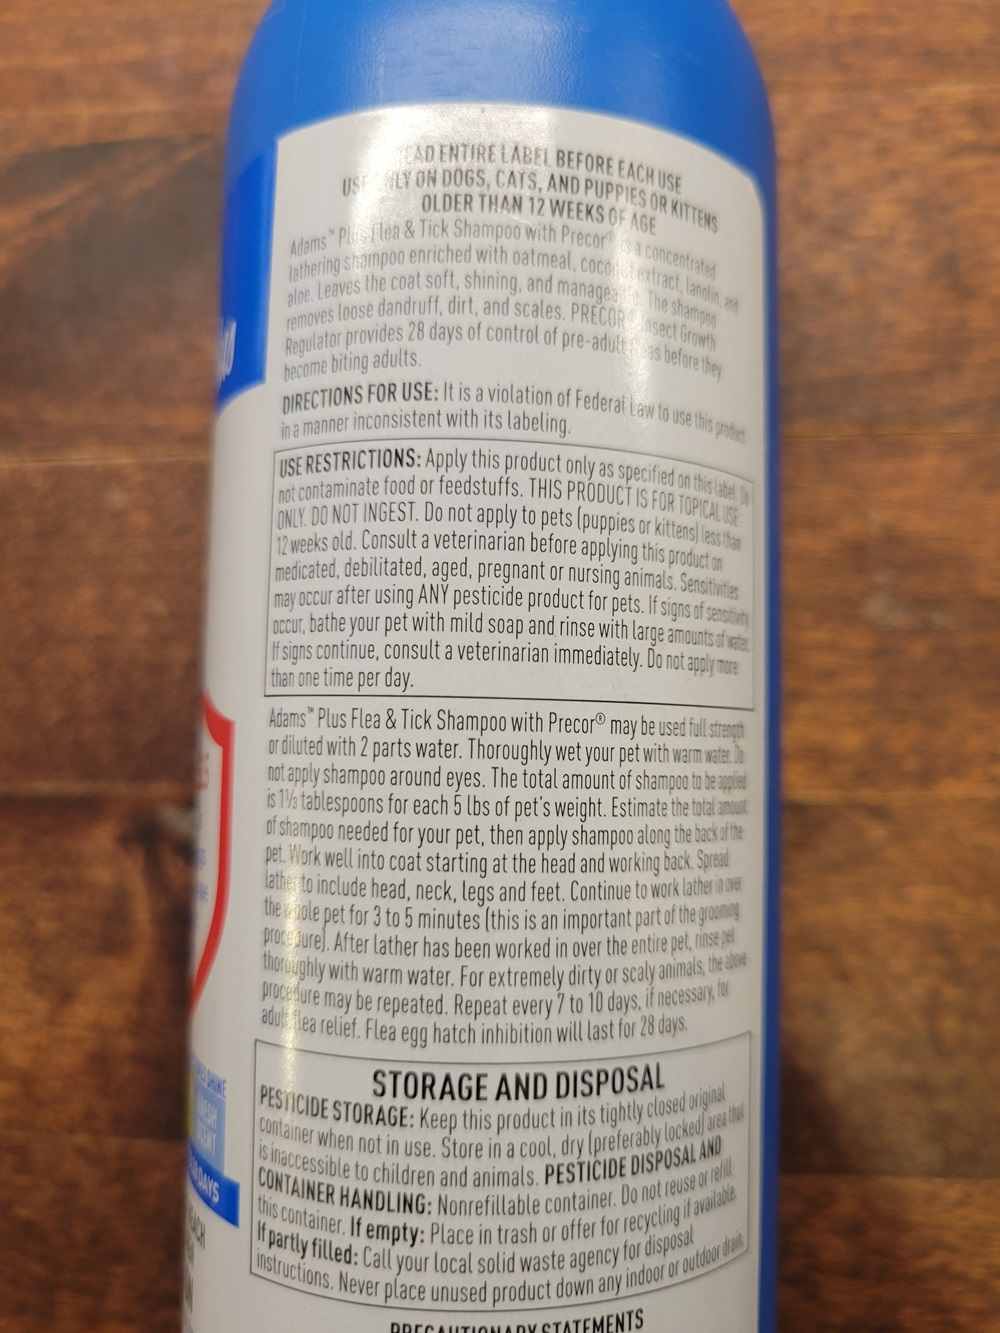 EAD ENTIRE LABEL BEFORE EACH USE
USE ONLY ON DOGS, CATS, AND PUPPIES OR KITTENS
OLDER THAN 12 WEEKS OF AGE
Adams™ Plus Flea & Tick Shampoo with Precor® is a concentrated
lathering shampoo enriched with oatmeal, coconut extract, lanolin, and
aloe. Leaves the coat soft, shining, and manageable. The shampoo
removes loose dandruff, dirt, and scales. PRECOR® Insect Growth
Regulator provides 28 days of control of pre-adult fleas before they
become biting adults.
DIRECTIONS FOR USE: It is a violation of Federal Law to use this product
in a manner inconsistent with its labeling.
USE RESTRICTIONS: Apply this product only as specified on this label. Do
not contaminate food or feedstuffs. THIS PRODUCT IS FOR TOPICAL USE
ONLY. DO NOT INGEST. Do not apply to pets (puppies or kittens) less than
12 weeks old. Consult a veterinarian before applying this product on
medicated, debilitated, aged, pregnant or nursing animals. Sensitivities
may occur after using ANY pesticide product for pets. If signs of sensitivity
occur, bathe your pet with mild soap and rinse with large amounts of water.
If signs continue, consult a veterinarian immediately. Do not apply more
than one time per day.
Adams™ Plus Flea & Tick Shampoo with Precor® may be used full strength
or diluted with 2 parts water. Thoroughly wet your pet with warm water. Do
not apply shampoo around eyes. The total amount of shampoo to be applied
is 1⅓ tablespoons for each 5 lbs of pet's weight. Estimate the total amount
of shampoo needed for your pet, then apply shampoo along the back of the
pet. Work well into coat starting at the head and working back. Spread
lather to include head, neck, legs and feet. Continue to work lather in over
the whole pet for 3 to 5 minutes (this is an important part of the grooming
procedure). After lather has been worked in over the entire pet, rinse pet
thoroughly with warm water. For extremely dirty or scaly animals, the above
procedure may be repeated. Repeat every 7 to 10 days, if necessary, for
adult flea relief. Flea egg hatch inhibition will last for 28 days.
STORAGE AND DISPOSAL
PESTICIDE STORAGE: Keep this product in its tightly closed original
container when not in use. Store in a cool, dry (preferably locked) area that
is inaccessible to children and animals. PESTICIDE DISPOSAL AND
CONTAINER HANDLING: Nonrefillable container. Do not reuse or refill
this container. If empty: Place in trash or offer for recycling if available.
If partly filled: Call your local solid waste agency for disposal
instructions. Never place unused product down any indoor or outdoor drain.
PRECAUTIONARY STATEMENTS
DAYS